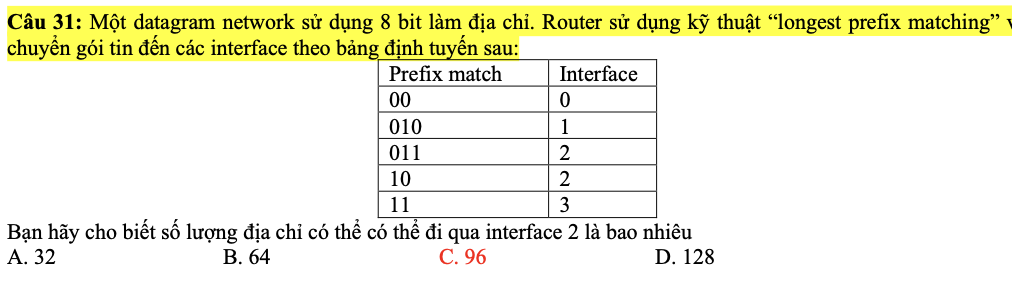 Câu 31: Một datagram network sử dụng 8 bit làm địa chỉ. Router sử dụng kỹ thuật “longest prefix matching”
chuyển gói tin đến các interface theo bảng định tuyến sau:
Prefix match Interface
00 0
010 1
011 2
10 2
11 3
Bạn hãy cho biết số lượng địa chỉ có thể có thể đi qua interface 2 là bao nhiêu
A. 32 B. 64 C. 96 D. 128